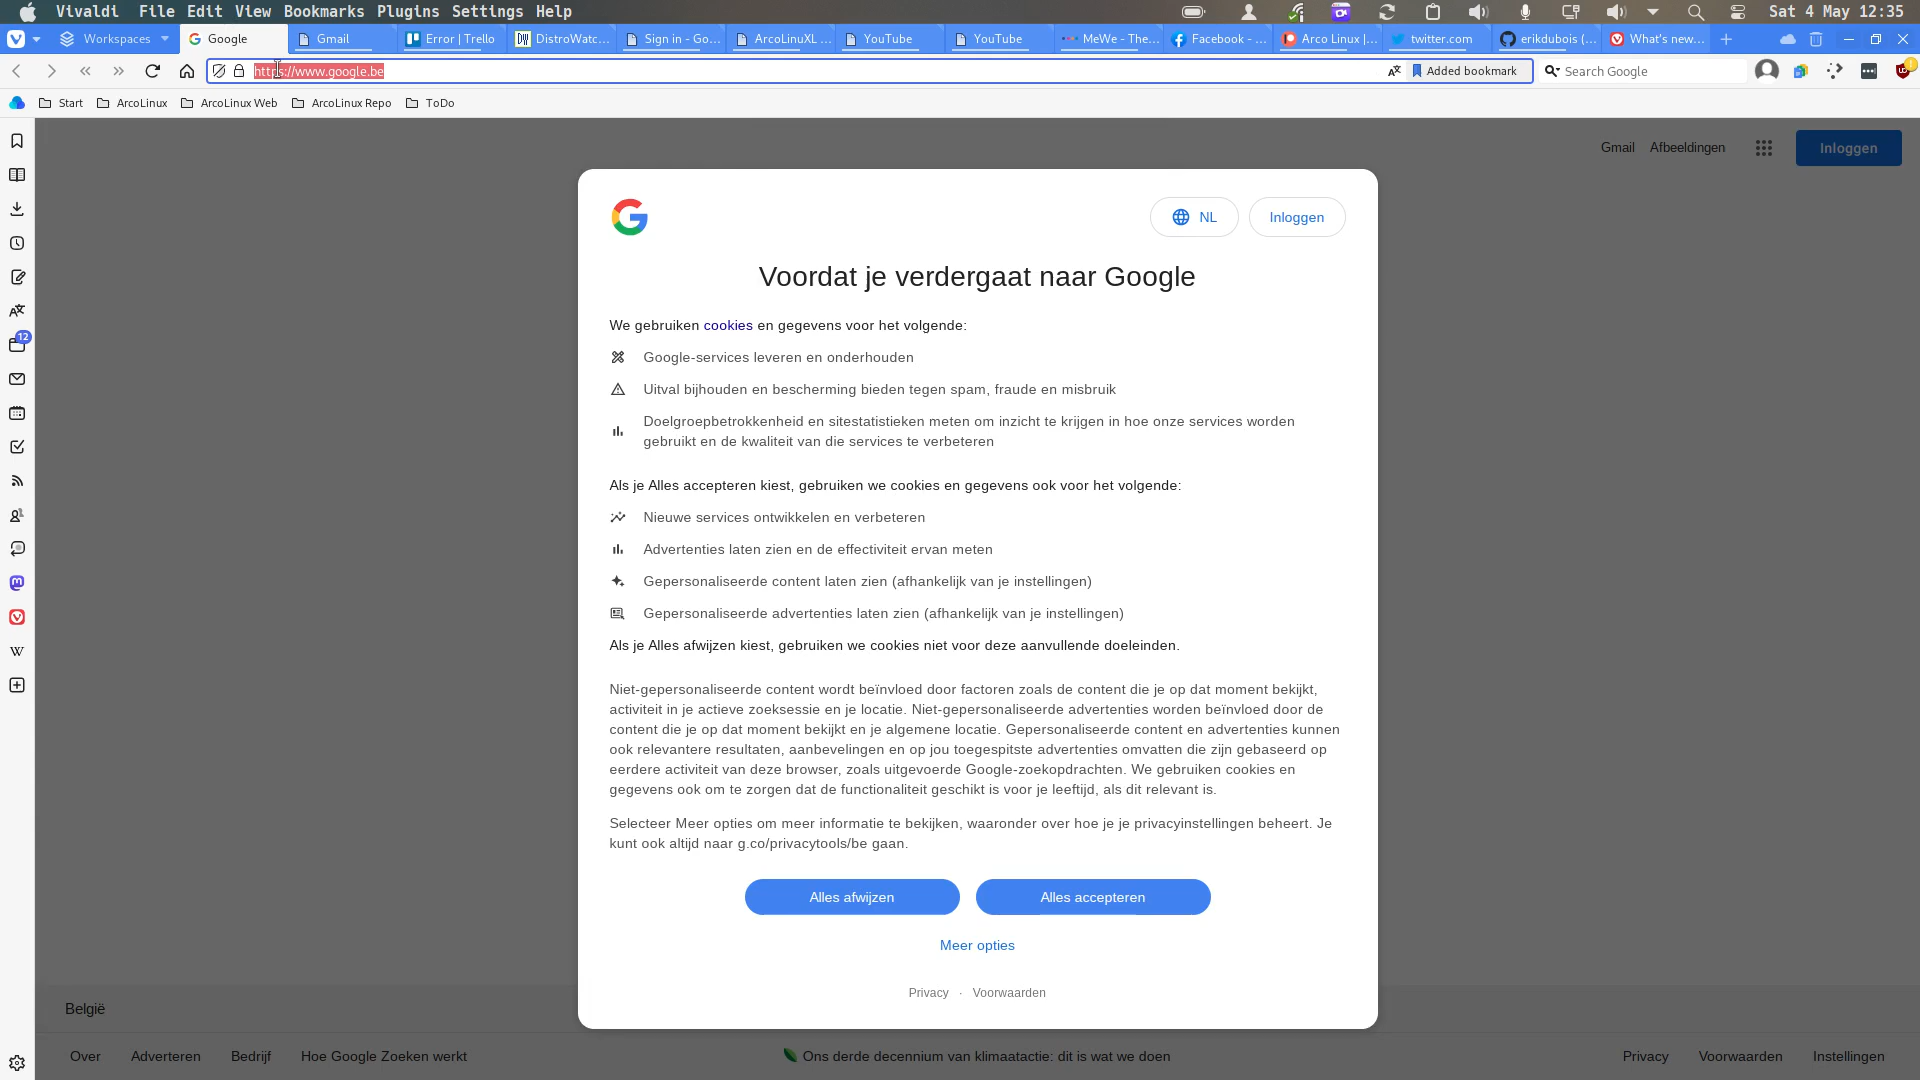 Vivaldi File Edit View Bookmarks Plugins Settings Help Sat 4 May 12:35
Workspaces Google Gmail Error | Trello DistroWatc... Sign in - Go... ArcoLinuXL ... YouTube YouTube MeWe - The... Facebook - ... Arco Linux |... twitter.com erikdubois (... What's new...
https://www.google.be Added bookmark Search Google
Start ArcoLinux ArcoLinux Web ArcoLinux Repo ToDo
12
Gmail Afbeeldingen Inloggen
NL Inloggen
Voordat je verdergaat naar Google
We gebruiken cookies en gegevens voor het volgende:
Google-services leveren en onderhouden
Uitval bijhouden en bescherming bieden tegen spam, fraude en misbruik
Doelgroepbetrokkenheid en sitestatistieken meten om inzicht te krijgen in hoe onze services worden
gebruikt en de kwaliteit van die services te verbeteren
Als je Alles accepteren kiest, gebruiken we cookies en gegevens ook voor het volgende:
Nieuwe services ontwikkelen en verbeteren
Advertenties laten zien en de effectiviteit ervan meten
Gepersonaliseerde content laten zien (afhankelijk van je instellingen)
Gepersonaliseerde advertenties laten zien (afhankelijk van je instellingen)
Als je Alles afwijzen kiest, gebruiken we cookies niet voor deze aanvullende doeleinden.
Niet-gepersonaliseerde content wordt beïnvloed door factoren zoals de content die je op dat moment bekijkt,
activiteit in je actieve zoeksessie en je locatie. Niet-gepersonaliseerde advertenties worden beïnvloed door de
content die je op dat moment bekijkt en je algemene locatie. Gepersonaliseerde content en advertenties kunnen
ook relevantere resultaten, aanbevelingen en op jou toegespitste advertenties omvatten die zijn gebaseerd op
eerdere activiteit van deze browser, zoals uitgevoerde Google-zoekopdrachten. We gebruiken cookies en
gegevens ook om te zorgen dat de functionaliteit geschikt is voor je leeftijd, als dit relevant is.
Selecteer Meer opties om meer informatie te bekijken, waaronder over hoe je je privacyinstellingen beheert. Je
kunt ook altijd naar g.co/privacytools/be gaan.
Alles afwijzen Alles accepteren
Meer opties
Privacy · Voorwaarden
België
Over Adverteren Bedrijf Hoe Google Zoeken werkt Ons derde decennium van klimaatactie: dit is wat we doen Privacy Voorwaarden Instellingen